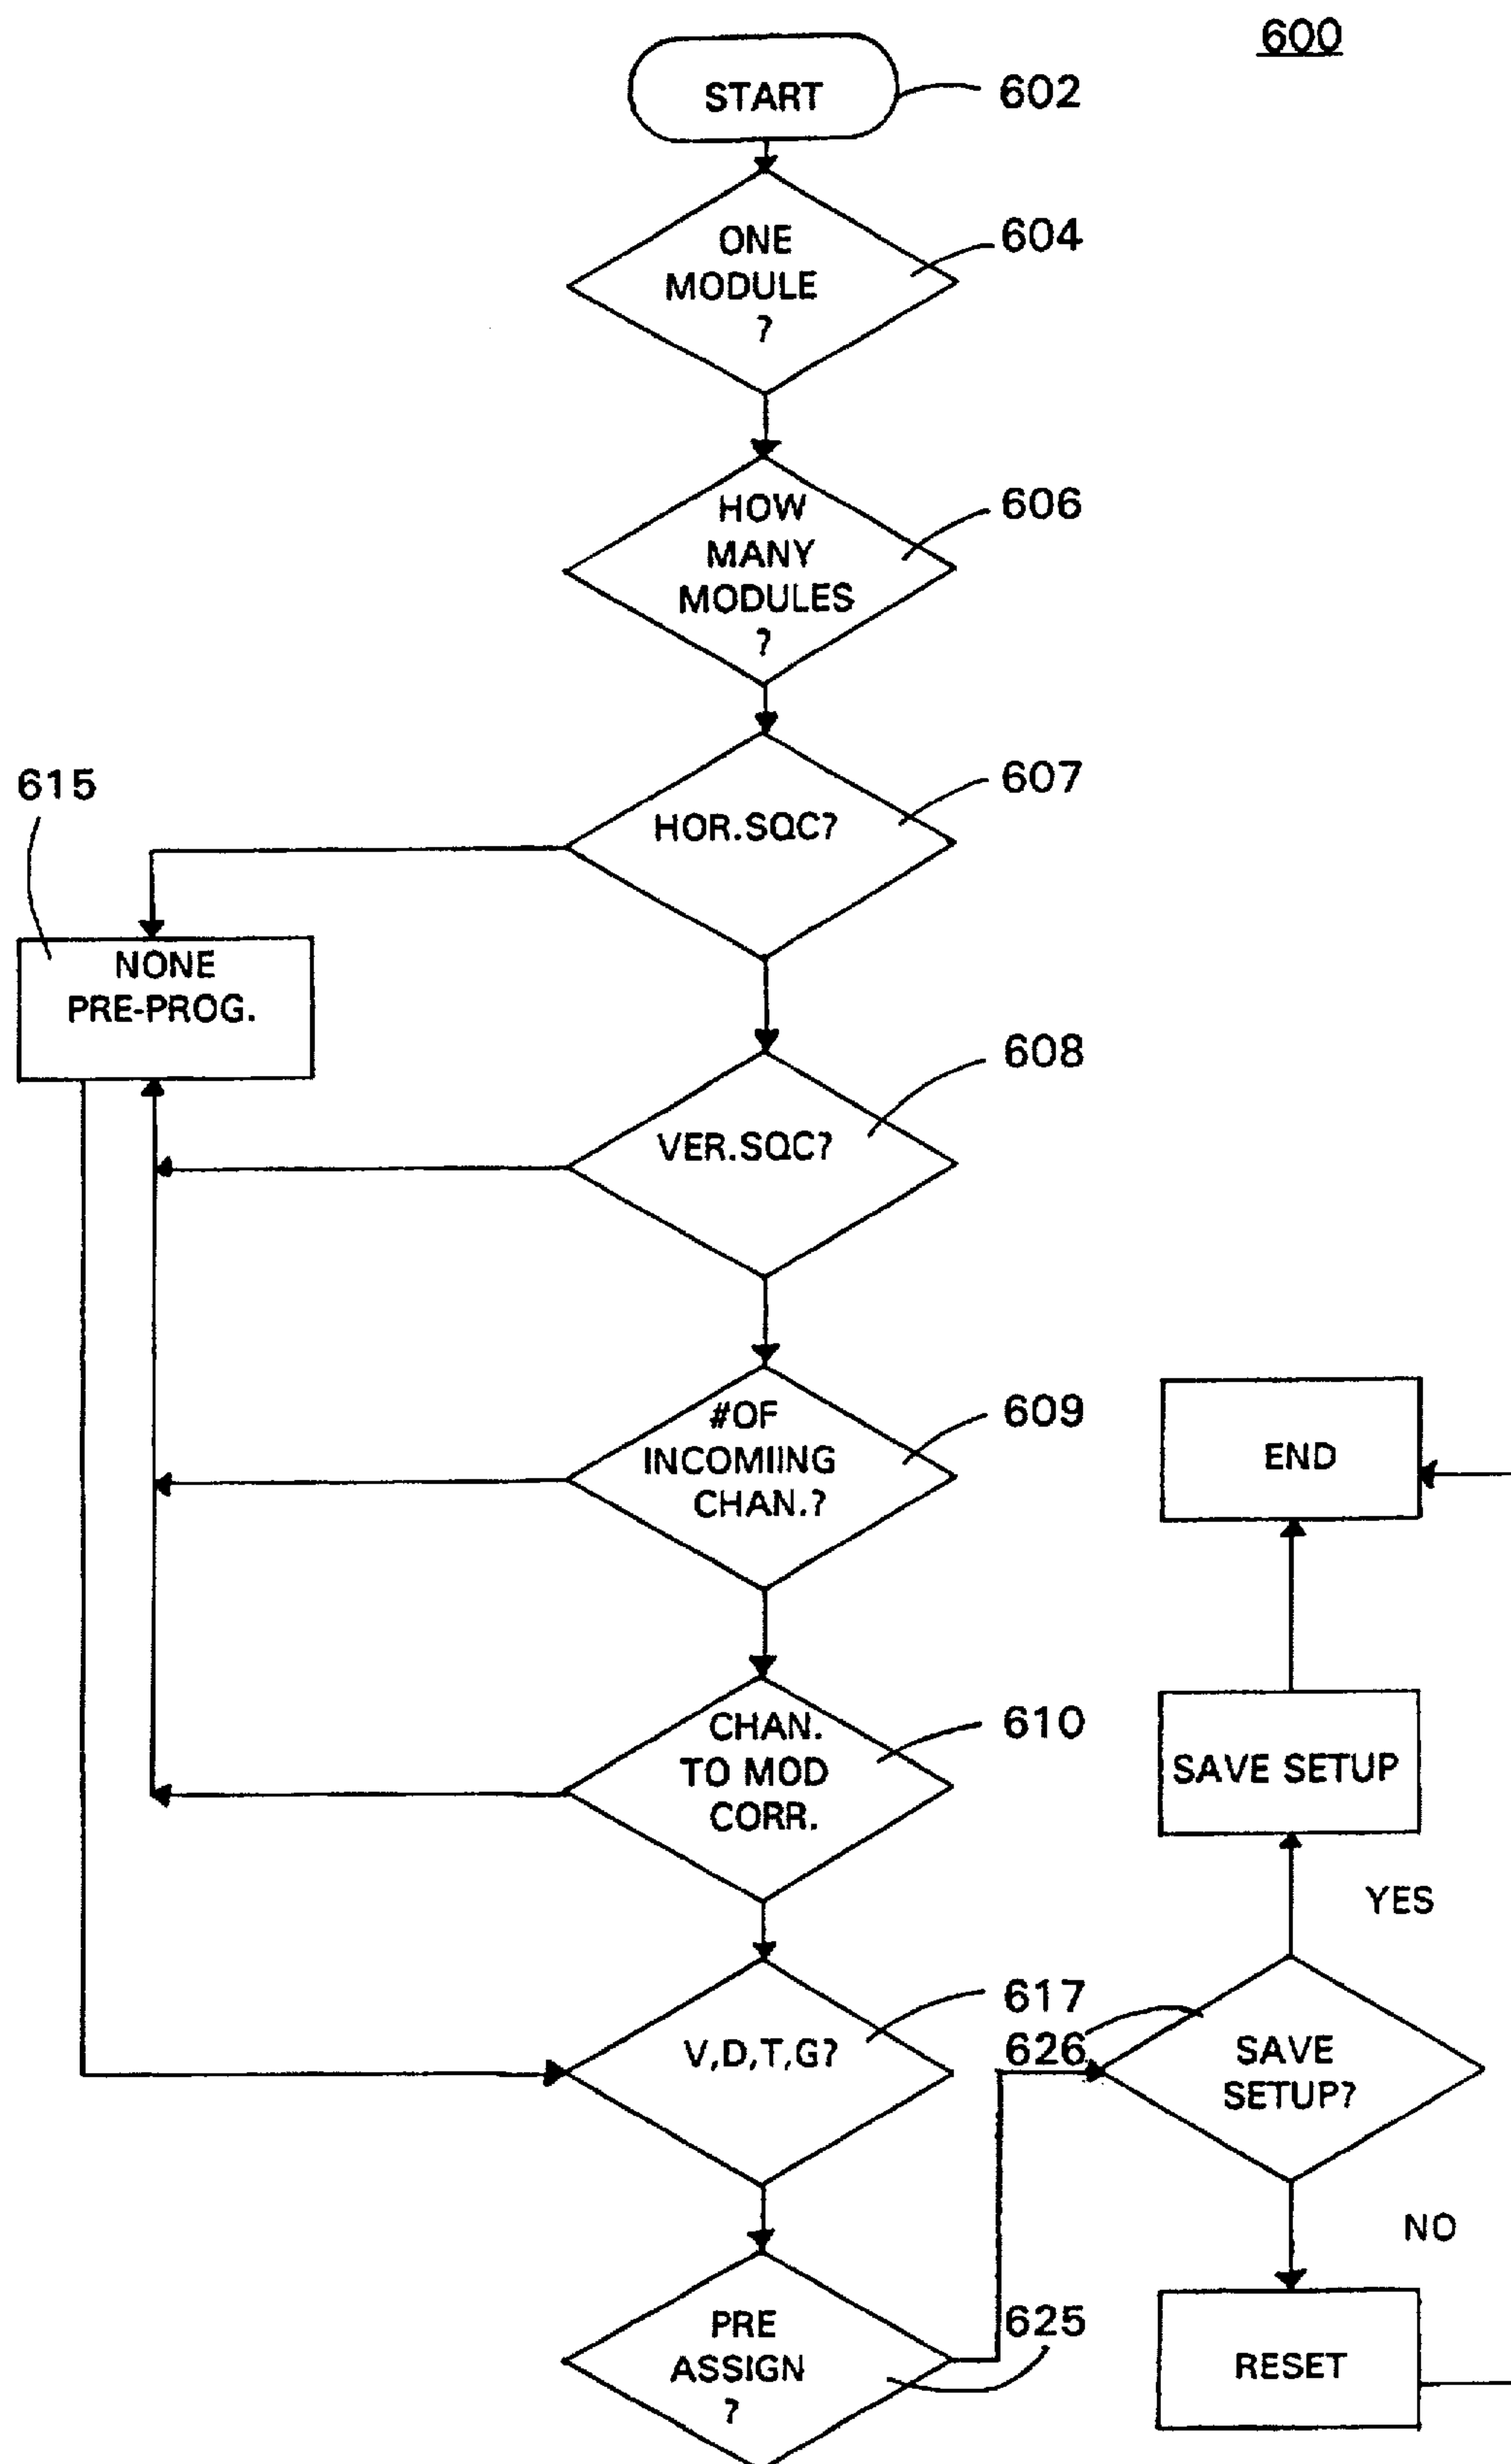 600
START
602
ONE
MODULE
?
604
HOW
MANY
MODULES
?
606
HOR.SQC?
607
615
NONE
PRE-PROG.
VER.SQC?
608
#OF
INCOMIING
CHAN.?
609
CHAN.
TO MOD
CORR.
610
V,D,T,G?
617
PRE
ASSIGN
?
625
626
SAVE
SETUP?
YES
SAVE SETUP
END
NO
RESET